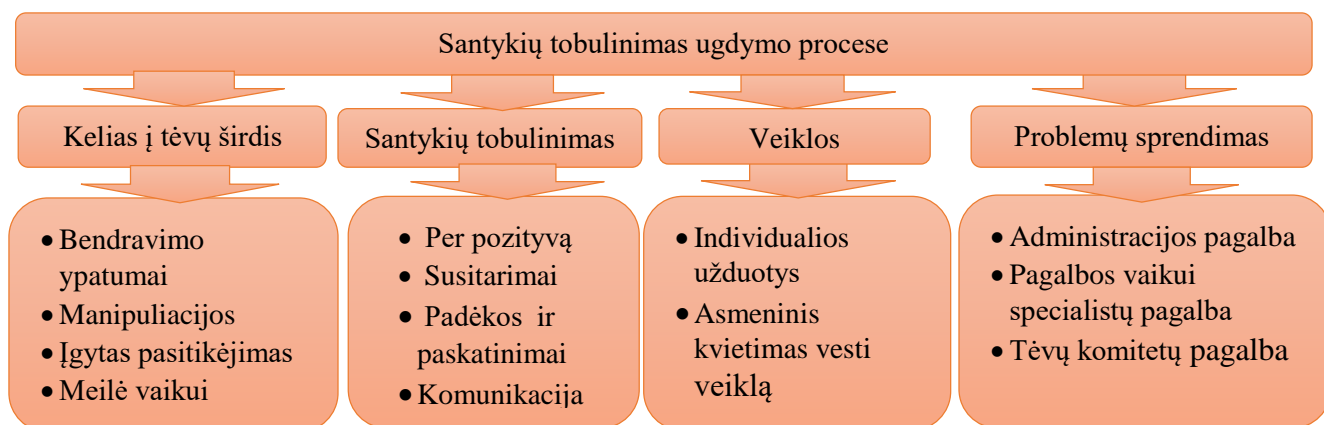 Santykių tobulinimas ugdymo procese
Kelias į tėvų širdis
Santykių tobulinimas
Veiklos
Problemų sprendimas
• Bendravimo
ypatumai
• Manipuliacijos
• Įgytas pasitikėjimas
• Meilė vaikui
• Per pozityvą
• Susitarimai
• Padėkos ir
paskatinimai
• Komunikacija
• Individualios
užduotys
• Asmeninis
kvietimas vesti
veiklą
• Administracijos pagalba
• Pagalbos vaikui
specialistų pagalba
• Tėvų komitetų pagalba